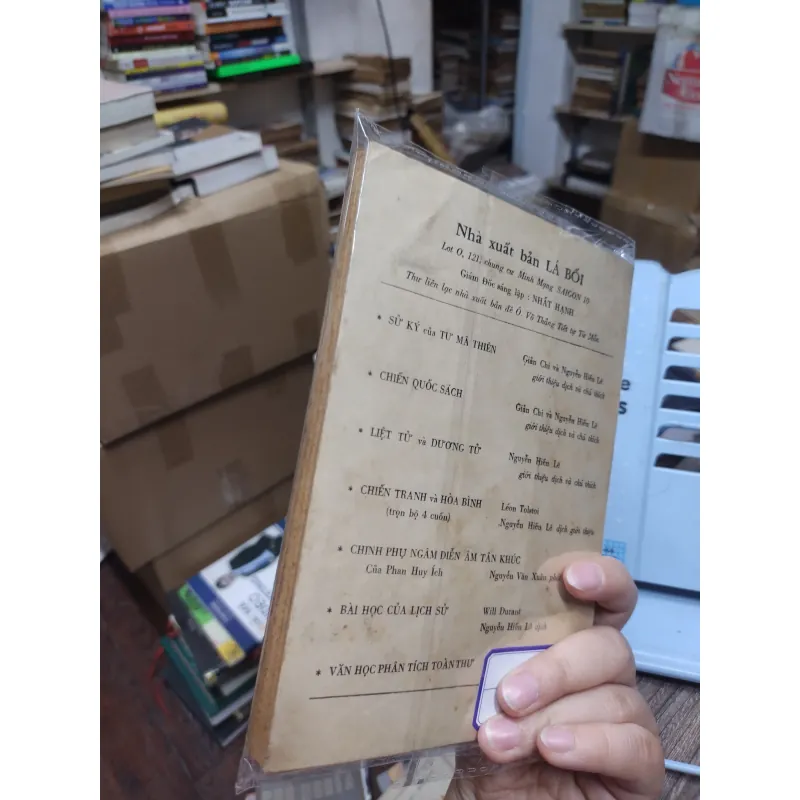 Nhà xuất bản LÁ BỐI
Lot O, 121, chung cư Minh Mạng SAIGON 10
Giám Đốc sáng lập : NHẤT HẠNH
Thư liên lạc nhà xuất bản đề Ô. Võ Thắng Tiết tự Từ Mẫn
* SỬ KÝ của TƯ MÃ THIÊN
Giản Chi và Nguyễn Hiến Lê
giới thiệu dịch và chú thích
* CHIẾN QUỐC SÁCH
Giản Chi và Nguyễn Hiến Lê
giới thiệu dịch và chú thích
* LIỆT TỬ và DƯƠNG TỬ
Nguyễn Hiến Lê
giới thiệu dịch và chú thích
* CHIẾN TRANH và HÒA BÌNH Léon Tolstoi
(trọn bộ 4 cuốn) Nguyễn Hiến Lê dịch giới thiệu
* CHINH PHỤ NGÂM DIỄN ÂM TÂN KHÚC
Của Phan Huy Ích Nguyễn Văn Xuân
* BÀI HỌC CỦA LỊCH SỬ Will Durant
Nguyễn Hiến Lê dịch
* VĂN HỌC PHÂN TÍCH TOÀN THƯ